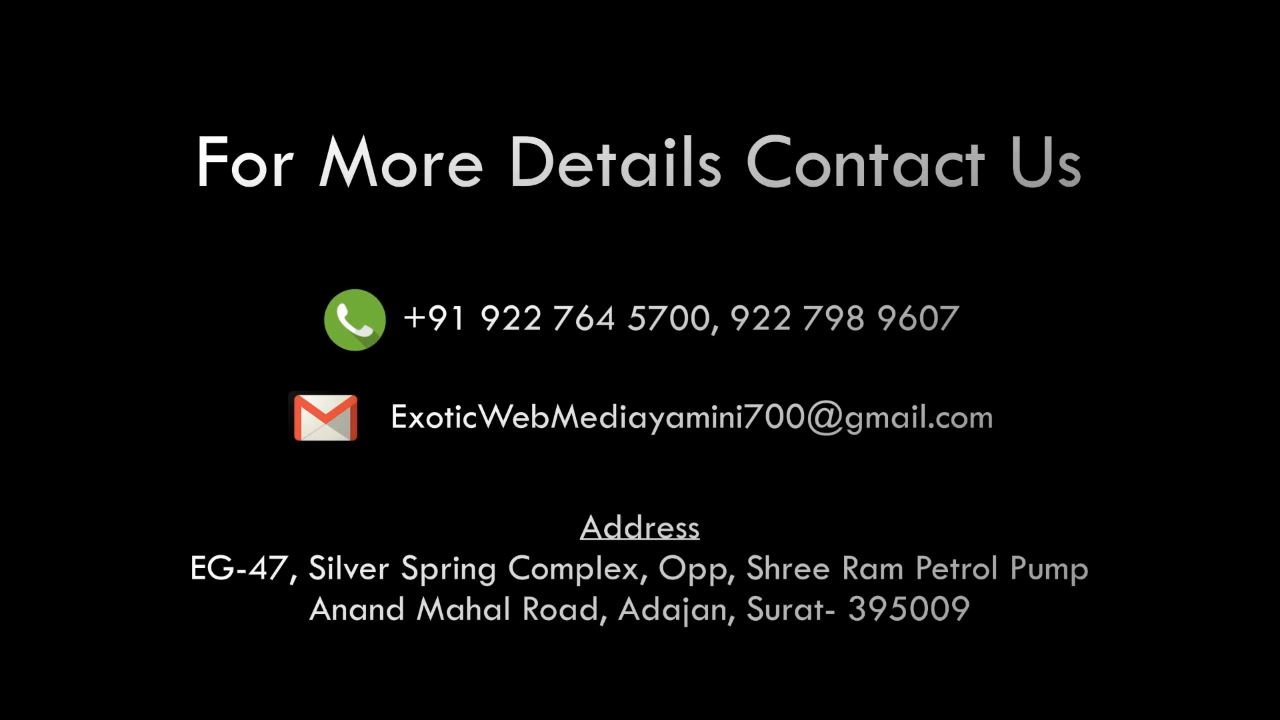 For More Details Contact Us
+91 922 764 5700, 922 798 9607
ExoticWebMediayamini700@gmail.com
Address
EG-47, Silver Spring Complex, Opp, Shree Ram Petrol Pump
Anand Mahal Road, Adajan, Surat- 395009